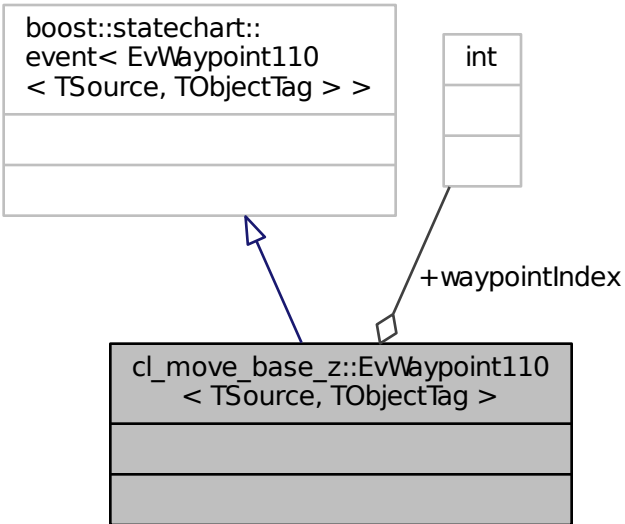 boost::statechart::
event< EvWaypoint110
< TSource, TObjectTag > >
int
+waypointIndex
cl_move_base_z::EvWaypoint110
< TSource, TObjectTag >